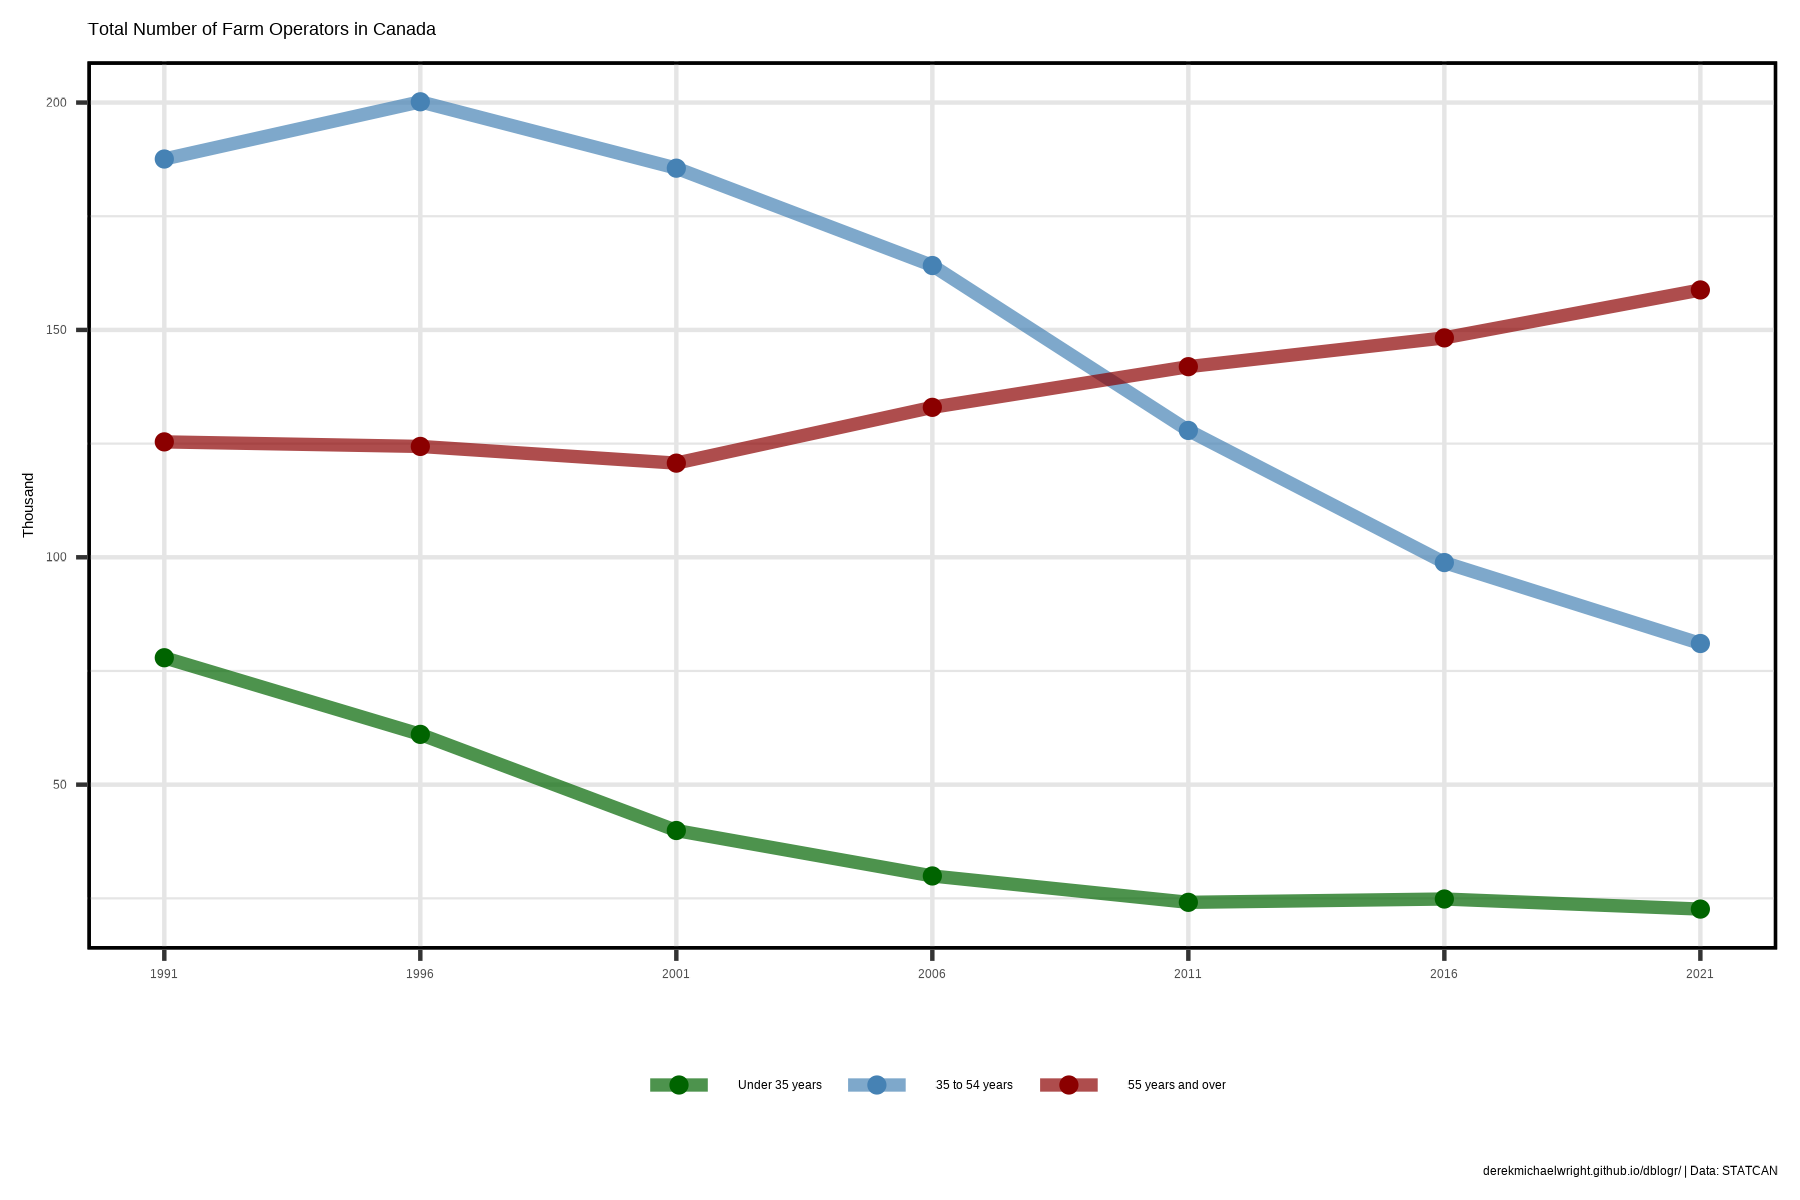 Total Number of Farm Operators in Canada
200
150
100
50
Thousand
1991 1996 2001 2006 2011 2016 2021
Under 35 years 35 to 54 years 55 years and over
derekmichaelwright.github.io/dblogr/ | Data: STATCAN